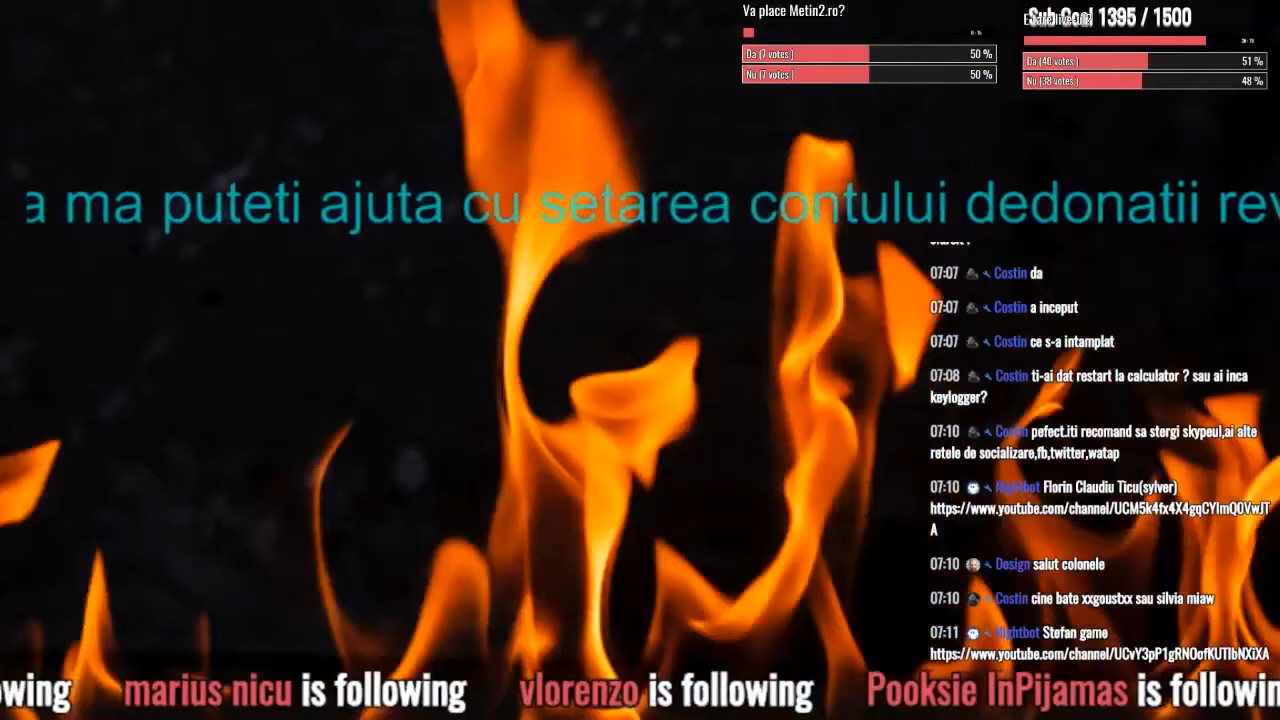 Va place Metin2.ro?
Da (7 votes )
50 %
Nu (7 votes )
50 %
Sub Goal 1395 / 1500
Da (40 votes )
51 %
Nu (38 votes )
48 %
a ma puteti ajuta cu setarea contului dedonatii rev
07:07 Costin da
07:07 Costin a inceput
07:07 Costin ce s-a intamplat
07:08 Costin ti-ai dat restart la calculator ? sau ai inca
keylogger?
07:10 Costin pefect.iti recomand sa stergi skypeul,ai alte
retele de socializare,fb,twitter,watap
07:10 Nightbot Florin Claudiu Ticu(sylver)
https://www.youtube.com/channel/UCM5k4fx4X4gqCYlmQ0VwJT
A
07:10 Design salut colonele
07:10 Costin cine bate xxgoustxx sau silvia miaw
07:11 Nightbot Stefan game
https://www.youtube.com/channel/UCvY3pP1gRNOofKUTlbNXiXA
owing marius nicu is following vlorenzo is following Pooksie InPijamas is followin